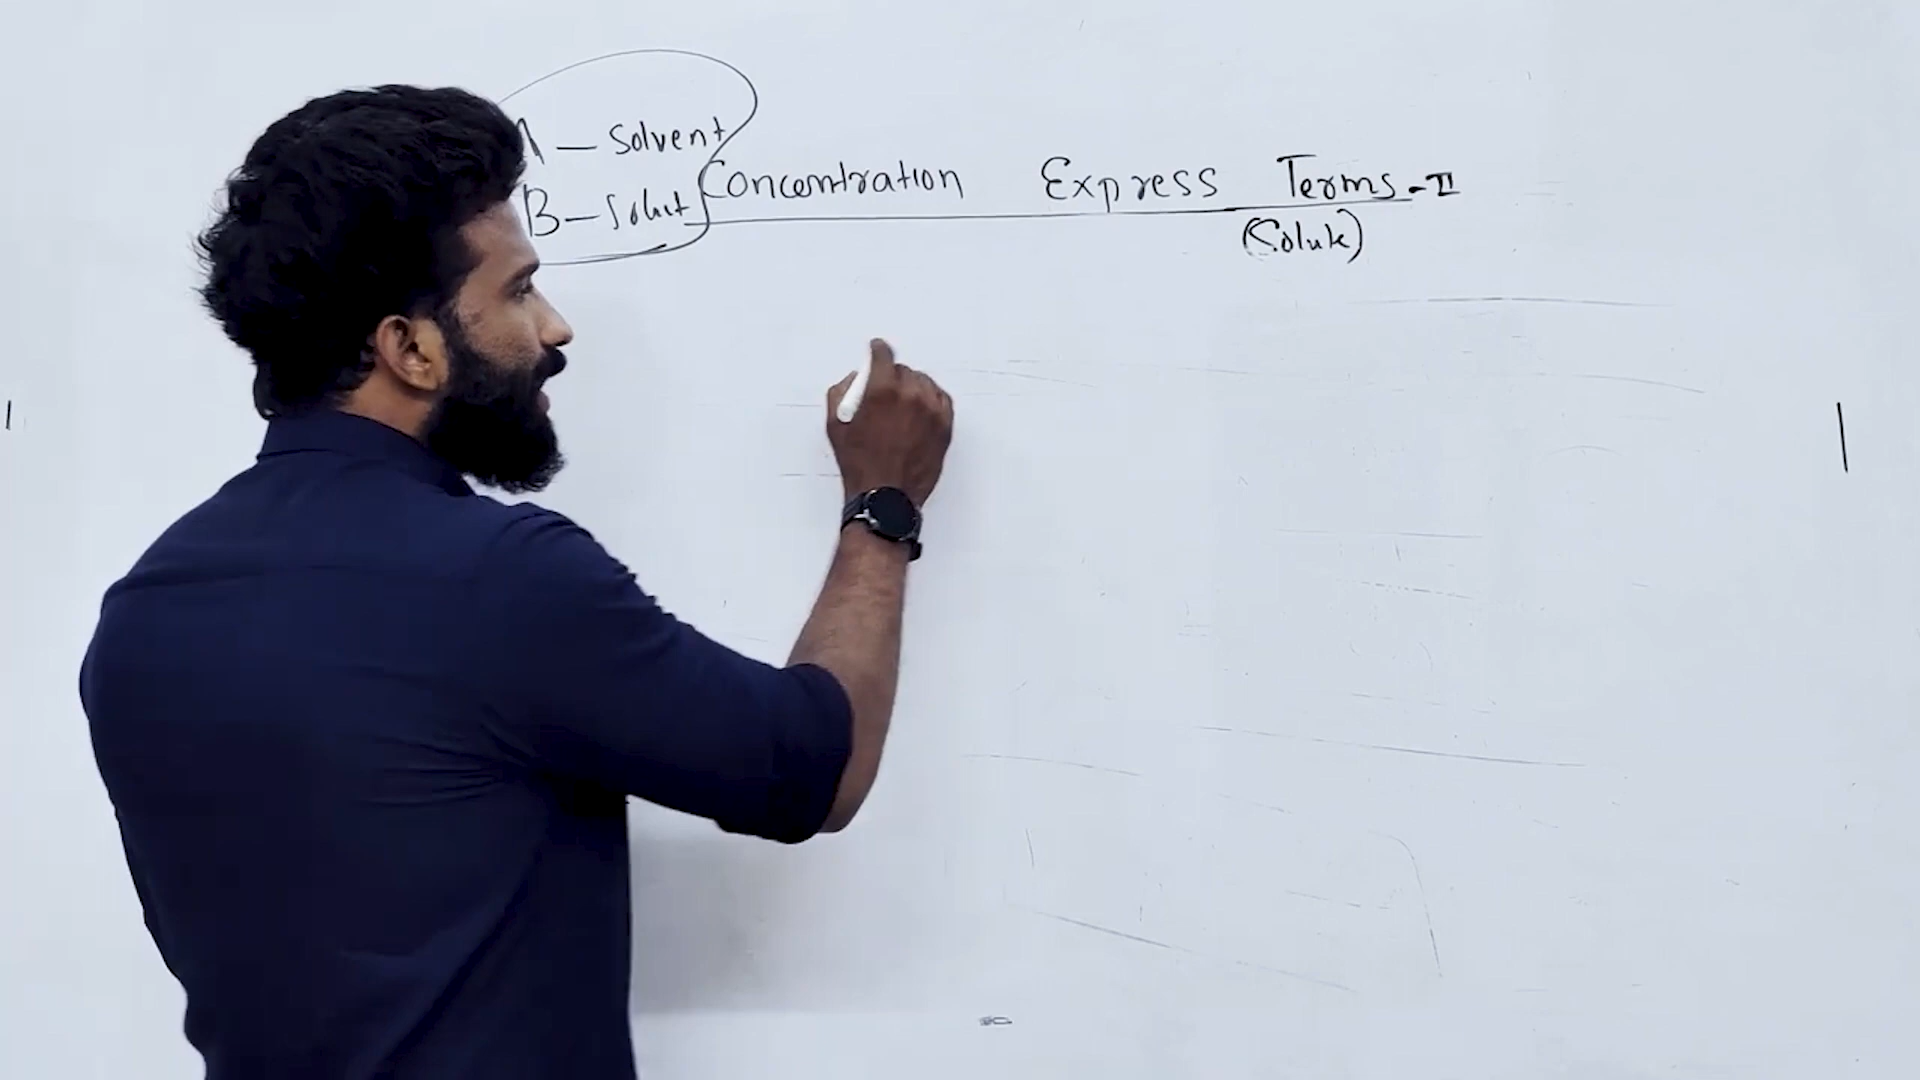 A – Solvent
B – Solut
Concentration Express Terms - II
(Solute)